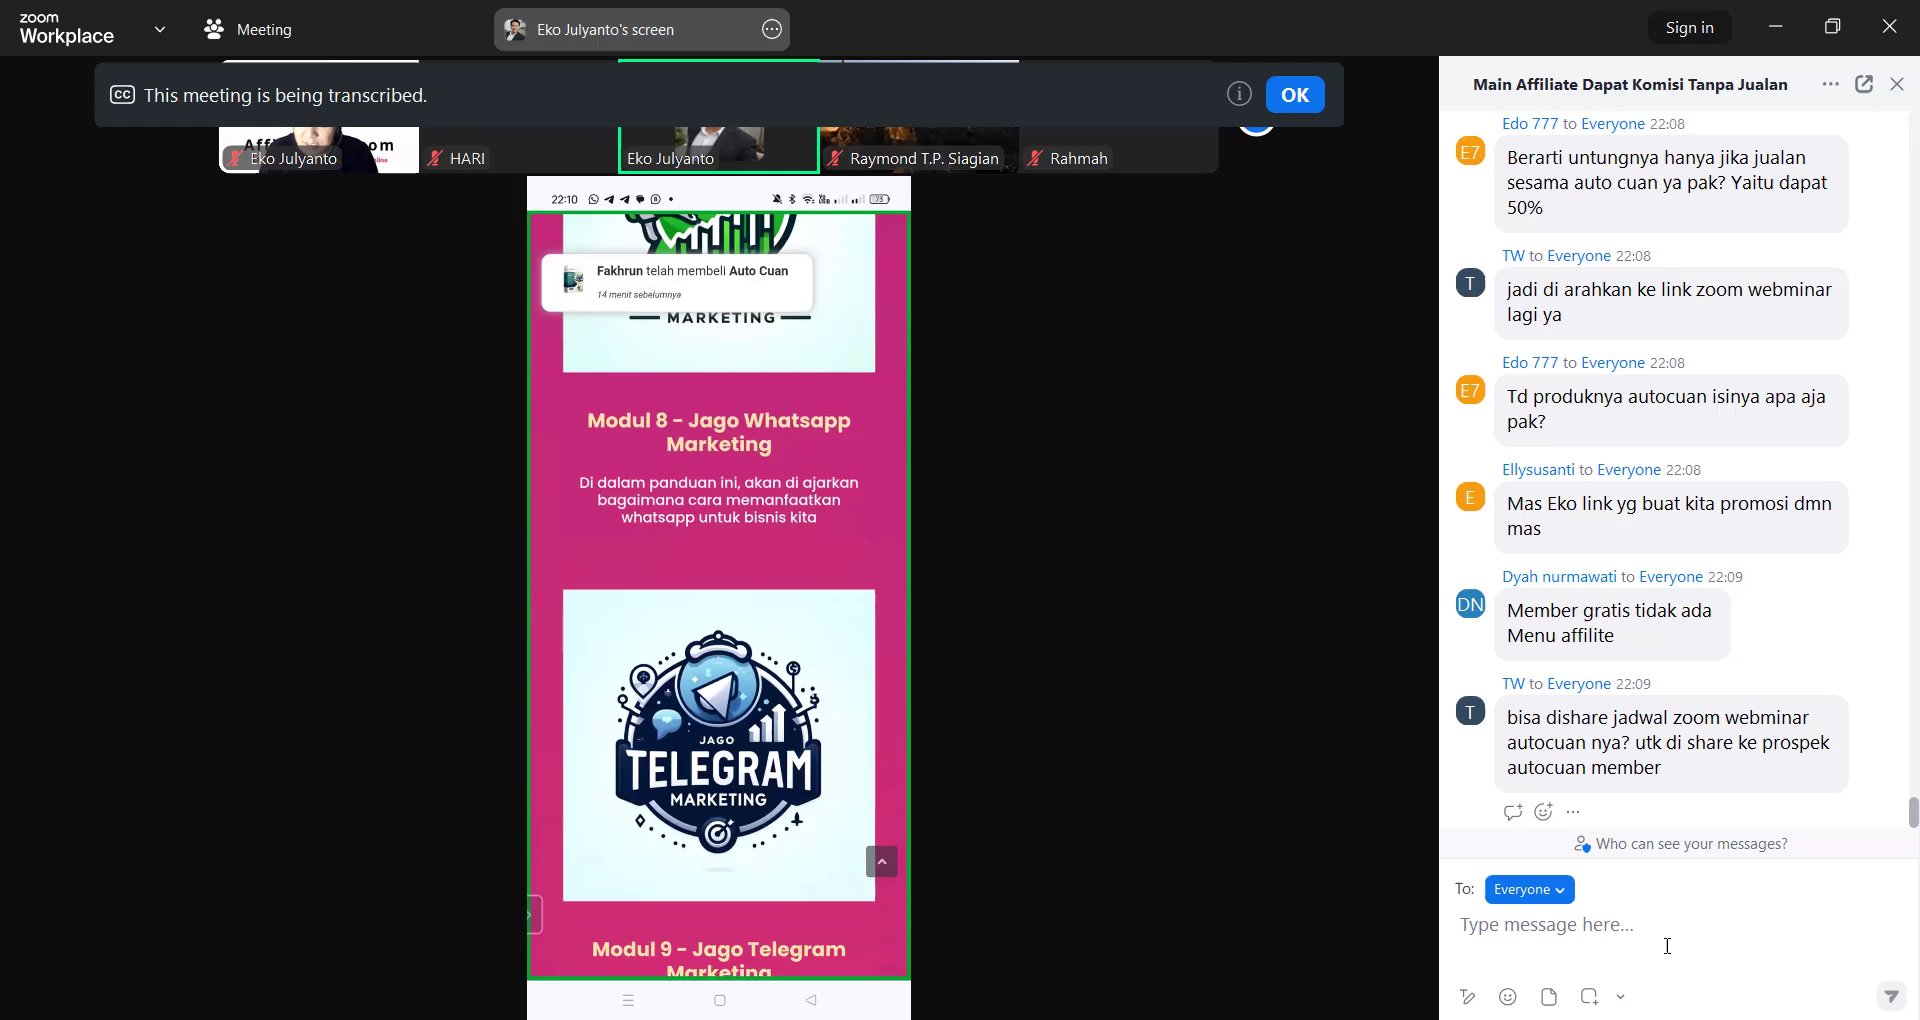 zoom
Workplace
Meeting
Eko Julyanto's screen
Sign in
CC This meeting is being transcribed.
OK
Eko Julyanto
HARI
Eko Julyanto
Raymond T.P. Siagian
Rahmah
22:10
73
Fakhrun telah membeli Auto Cuan
14 menit sebelumnya
MARKETING
Modul 8 - Jago Whatsapp
Marketing
Di dalam panduan ini, akan di ajarkan
bagaimana cara memanfaatkan
whatsapp untuk bisnis kita
JAGO
TELEGRAM
MARKETING
Modul 9 - Jago Telegram
Marketing
Main Affiliate Dapat Komisi Tanpa Jualan
Edo 777 to Everyone 22:08
E7
Berarti untungnya hanya jika jualan
sesama auto cuan ya pak? Yaitu dapat
50%
TW to Everyone 22:08
T
jadi di arahkan ke link zoom webminar
lagi ya
Edo 777 to Everyone 22:08
E7
Td produknya autocuan isinya apa aja
pak?
Ellysusanti to Everyone 22:08
E
Mas Eko link yg buat kita promosi dmn
mas
Dyah nurmawati to Everyone 22:09
DN
Member gratis tidak ada
Menu affilite
TW to Everyone 22:09
T
bisa dishare jadwal zoom webminar
autocuan nya? utk di share ke prospek
autocuan member
Who can see your messages?
To: Everyone
Type message here...